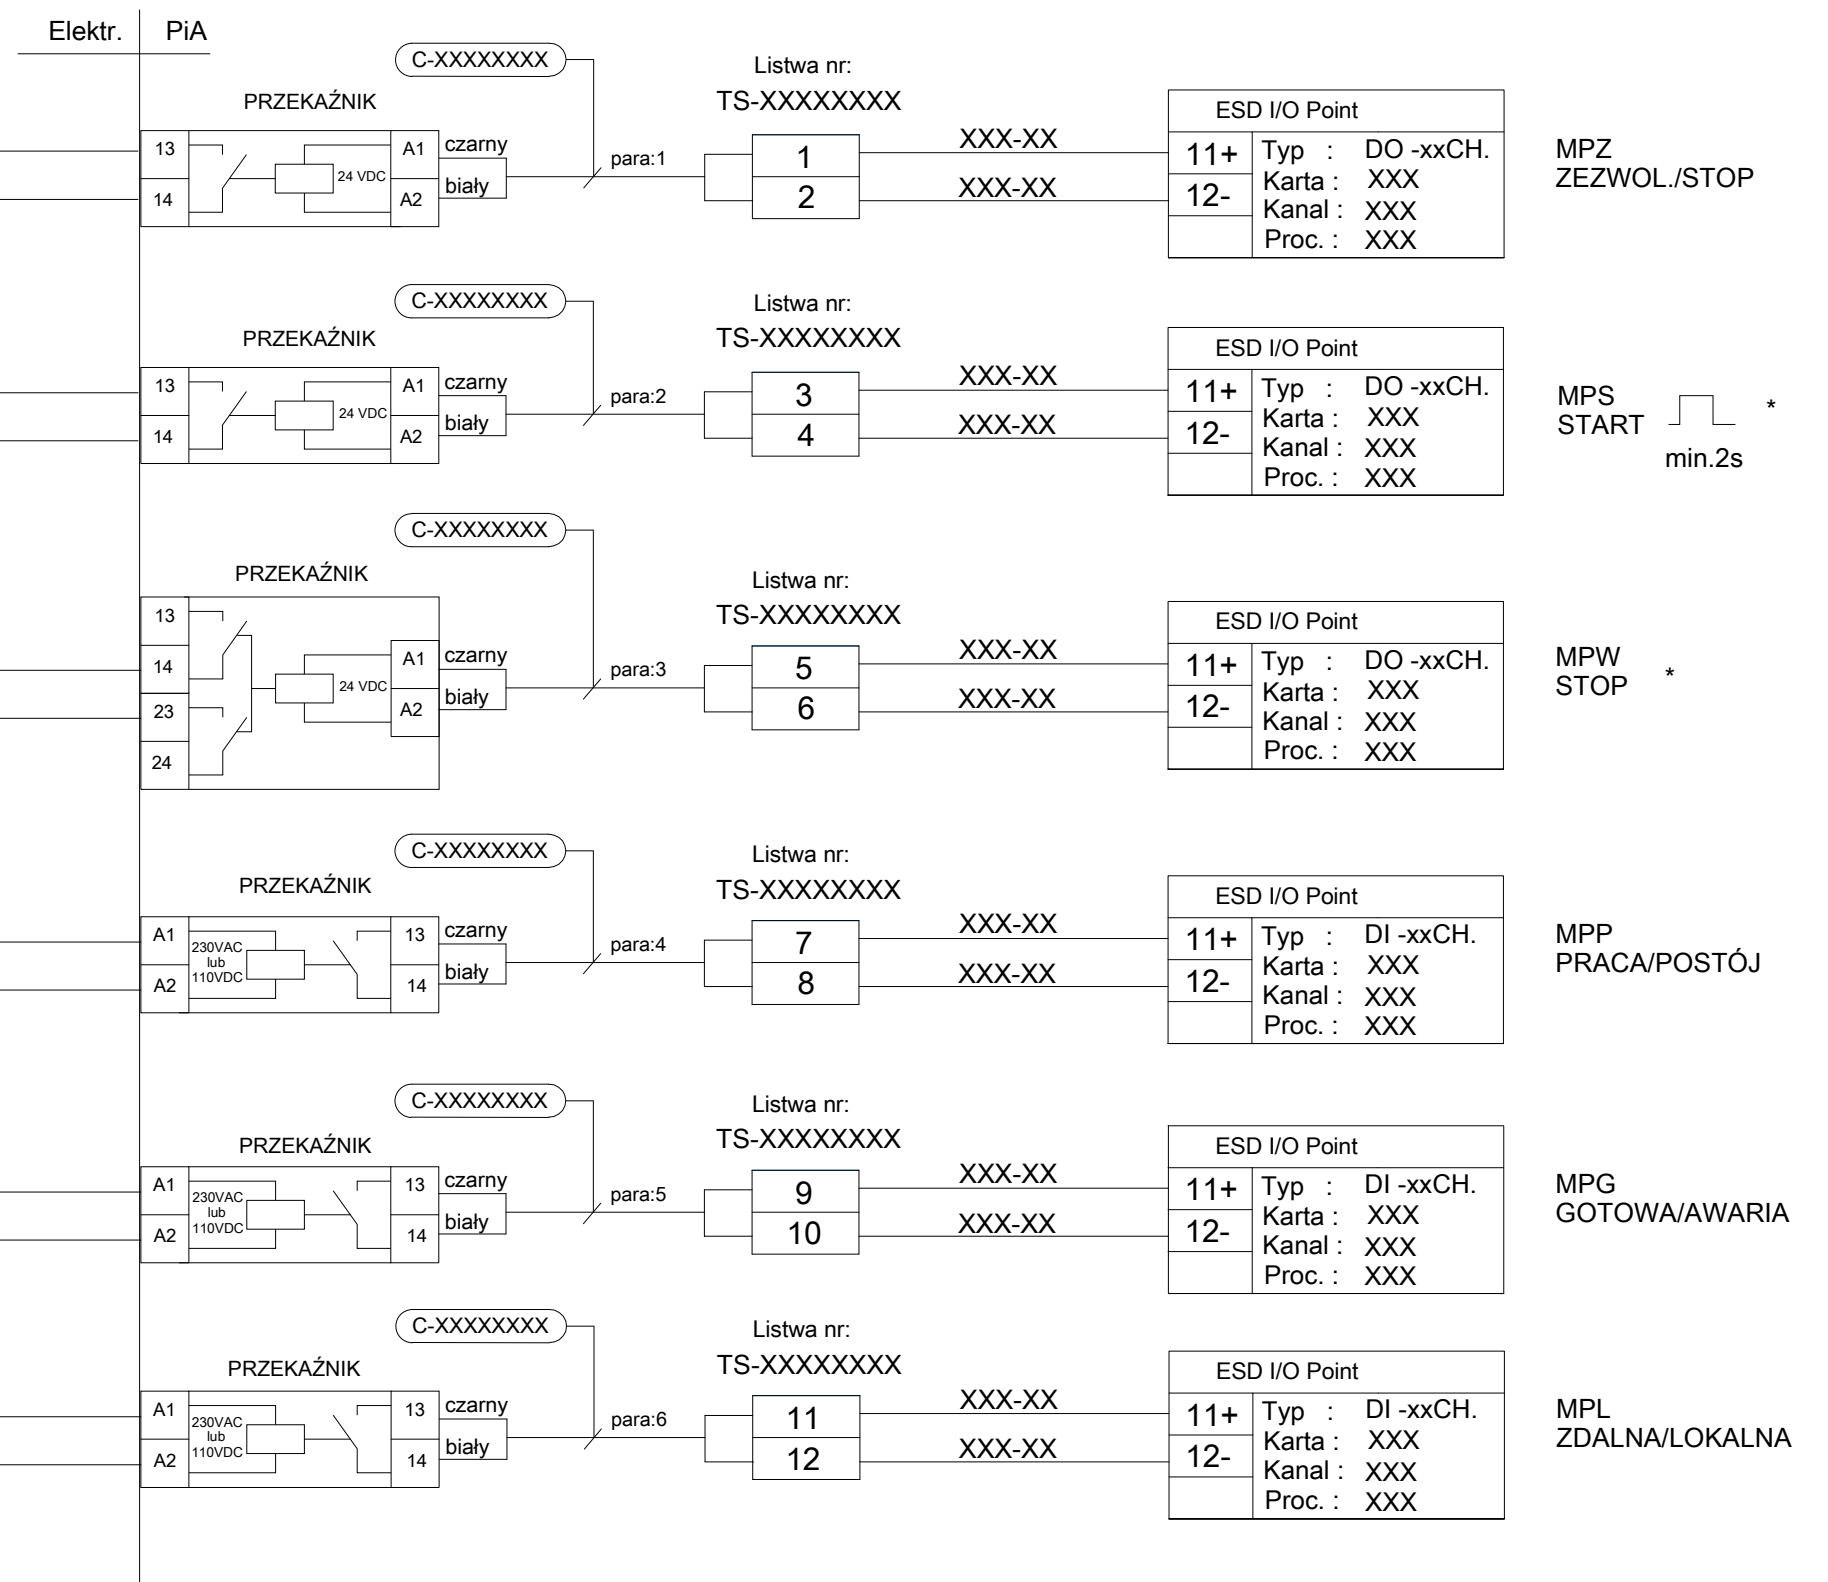 Elektr. PiA
C-XXXXXXXX
Listwa nr:
PRZEKAŹNIK
TS-XXXXXXXX
ESD I/O Point
13 24 VDC A1 czarny para:1 1 XXX-XX 11+ Typ : DO -xxCH. MPZ
14 A2 biały 2 XXX-XX 12- Karta : XXX ZEZWOL./STOP
Kanal : XXX
Proc. : XXX
C-XXXXXXXX
Listwa nr:
PRZEKAŹNIK
TS-XXXXXXXX
ESD I/O Point
13 24 VDC A1 czarny para:2 3 XXX-XX 11+ Typ : DO -xxCH. MPS
14 A2 biały 4 XXX-XX 12- Karta : XXX START *
Kanal : XXX min.2s
Proc. : XXX
C-XXXXXXXX
PRZEKAŹNIK
Listwa nr:
TS-XXXXXXXX
ESD I/O Point
13
14 24 VDC A1 czarny para:3 5 XXX-XX 11+ Typ : DO -xxCH. MPW
23 A2 biały 6 XXX-XX 12- Karta : XXX STOP *
24 Kanal : XXX
Proc. : XXX
C-XXXXXXXX
Listwa nr:
PRZEKAŹNIK
TS-XXXXXXXX
ESD I/O Point
A1 230VAC 13 czarny para:4 7 XXX-XX 11+ Typ : DI -xxCH. MPP
lub
A2 110VDC 14 biały 8 XXX-XX 12- Karta : XXX PRACA/POSTÓJ
Kanal : XXX
Proc. : XXX
C-XXXXXXXX
Listwa nr:
PRZEKAŹNIK
TS-XXXXXXXX
ESD I/O Point
A1 230VAC 13 czarny para:5 9 XXX-XX 11+ Typ : DI -xxCH. MPG
lub
A2 110VDC 14 biały 10 XXX-XX 12- Karta : XXX GOTOWA/AWARIA
Kanal : XXX
Proc. : XXX
C-XXXXXXXX
Listwa nr:
PRZEKAŹNIK
TS-XXXXXXXX
ESD I/O Point
A1 230VAC 13 czarny para:6 11 XXX-XX 11+ Typ : DI -xxCH. MPL
lub
A2 110VDC 14 biały 12 XXX-XX 12- Karta : XXX ZDALNA/LOKALNA
Kanal : XXX
Proc. : XXX